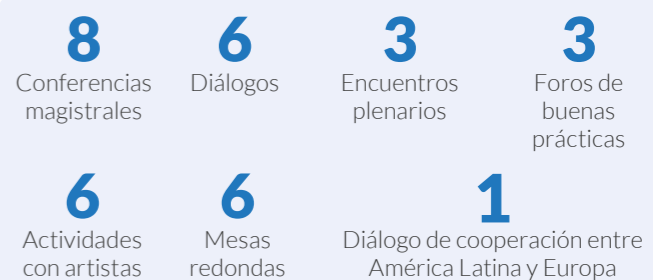 8
Conferencias
magistrales
6
Diálogos
3
Encuentros
plenarios
3
Foros de
buenas
prácticas
6
Actividades
con artistas
6
Mesas
redondas
1
Diálogo de cooperación entre
América Latina y Europa